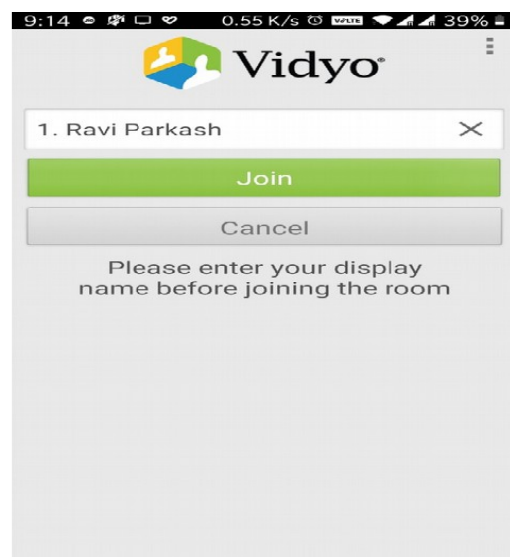 9:14 0.55 K/s VoLTE 39%
Vidyo®
1. Ravi Parkash
Join
Cancel
Please enter your display
name before joining the room